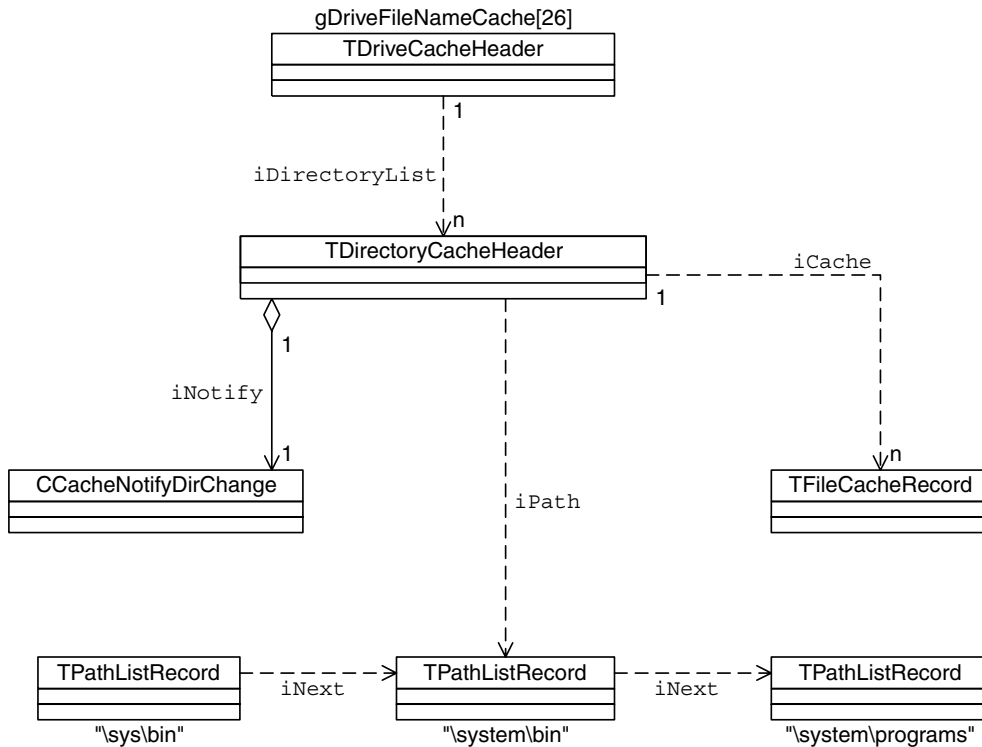 gDriveFileNameCache[26]
TDriveCacheHeader
1
iDirectoryList
n
TDirectoryCacheHeader
iCache
1
1
iNotify
1
n
CCacheNotifyDirChange
TFileCacheRecord
iPath
TPathListRecord
TPathListRecord
TPathListRecord
iNext
iNext
"\sys\bin"
"\system\bin"
"\system\programs"